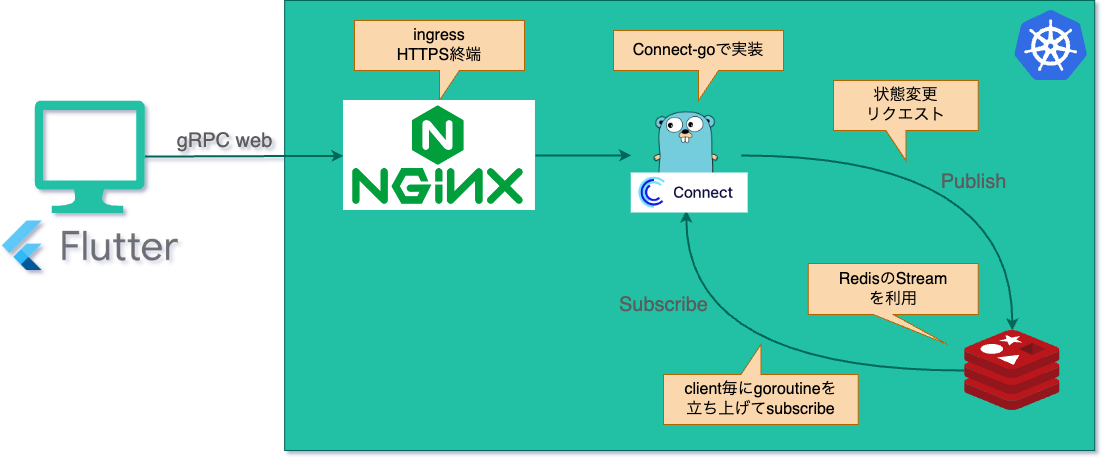 ingress
HTTPS終端
Connect-goで実装
状態変更
リクエスト
gRPC web
N
NGiNX
Connect
Publish
Flutter
RedisのStream
を利用
Subscribe
client毎にgoroutineを
立ち上げてsubscribe